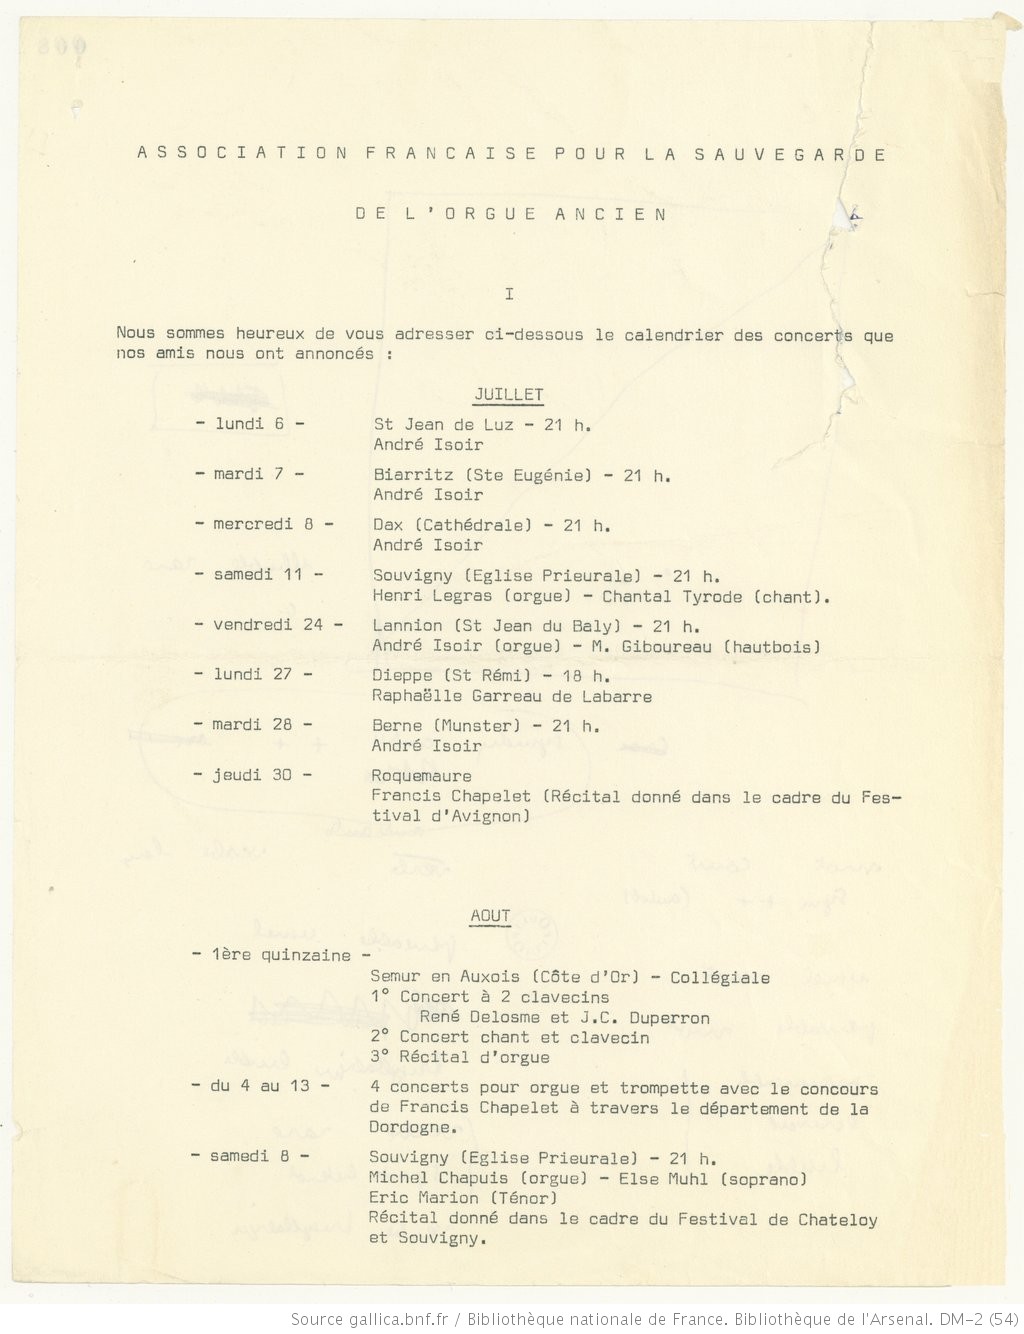 ASSOCIATION FRANCAISE POUR LA SAUVEGARDE
DE L'ORGUE ANCIEN
I
Nous sommes heureux de vous adresser ci-dessous le calendrier des concerts que
nos amis nous ont annoncés :
JUILLET
- lundi 6 - St Jean de Luz - 21 h.
André Isoir
- mardi 7 - Biarritz (Ste Eugénie) - 21 h.
André Isoir
- mercredi 8 - Dax (Cathédrale) - 21 h.
André Isoir
- samedi 11 - Souvigny (Eglise Prieurale) - 21 h.
Henri Legras (orgue) - Chantal Tyrode (chant).
- vendredi 24 - Lannion (St Jean du Baly) - 21 h.
André Isoir (orgue) - M. Giboureau (hautbois)
- lundi 27 - Dieppe (St Rémi) - 18 h.
Raphaëlle Garreau de Labarre
- mardi 28 - Berne (Munster) - 21 h.
André Isoir
- jeudi 30 - Roquemaure
Francis Chapelet (Récital donné dans le cadre du Fes-
tival d'Avignon)
AOUT
- 1ère quinzaine -
Semur en Auxois (Côte d'Or) - Collégiale
1° Concert à 2 clavecins
René Delosme et J.C. Duperron
2° Concert chant et clavecin
3° Récital d'orgue
- du 4 au 13 - 4 concerts pour orgue et trompette avec le concours
de Francis Chapelet à travers le département de la
Dordogne.
- samedi 8 - Souvigny (Eglise Prieurale) - 21 h.
Michel Chapuis (orgue) - Else Muhl (soprano)
Eric Marion (Ténor)
Récital donné dans le cadre du Festival de Chateloy
et Souvigny.
Source gallica.bnf.fr / Bibliothèque nationale de France. Bibliothèque de l'Arsenal. DM-2 (54)